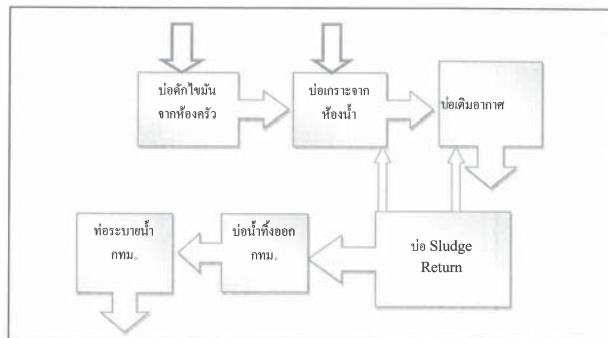 บ่อดักไขมัน
จากห้องครัว
บ่อเกราะจาก
ห้องน้ำ
บ่อเติมอากาศ
ท่อระบายน้ำ
กทม.
บ่อน้ำทิ้งออก
กทม.
บ่อ Sludge
Return